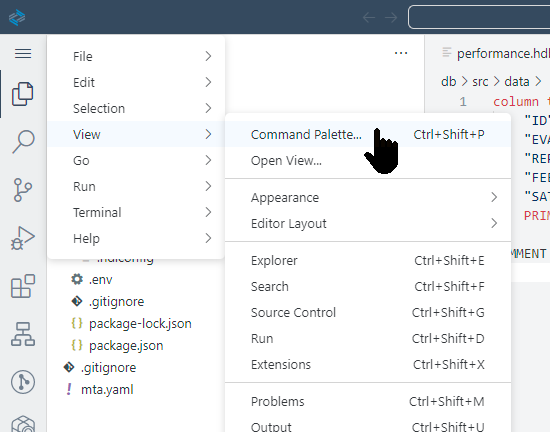 File
Edit
Selection
View
Go
Run
Terminal
Help
Command Palette... Ctrl+Shift+P
Open View...
Appearance
Editor Layout
Explorer Ctrl+Shift+E
Search Ctrl+Shift+F
Source Control Ctrl+Shift+G
Run Ctrl+Shift+D
Extensions Ctrl+Shift+X
Problems Ctrl+Shift+M
Output Ctrl+Shift+U
.hdiconfig
.env
.gitignore
{} package-lock.json
{} package.json
.gitignore
! mta.yaml
...
performance.hdb
db > src > data >
1 column t
"ID"
"EVA
"REP
"FEE
"SAT
PRIM
OMMENT